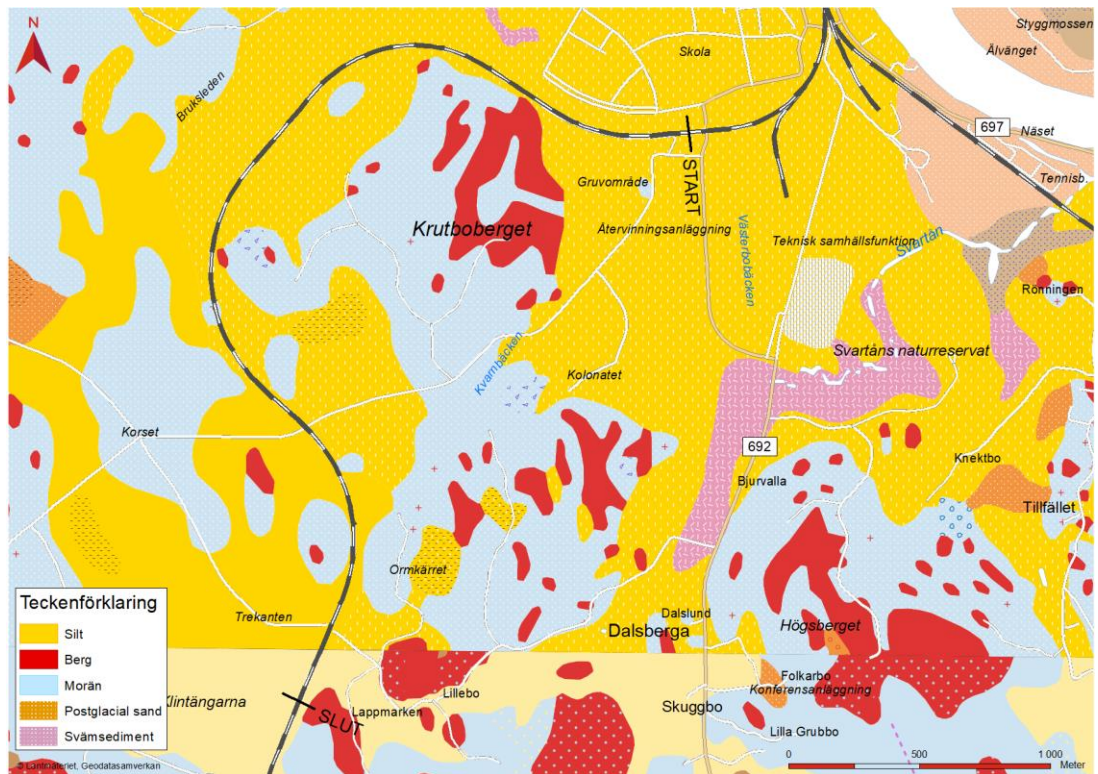 N
Styggmossen
Älvänget
Skola
Bruksleden
697
Näset
START
Gruvområde
Tennisb.
Krutboberget
Återvinningsanläggning
Västerbobäcken
Teknisk samhällsfunktion
Svartån
Rönningen
Kvarnbäcken
Svartåns naturreservat
Kolonatet
Korset
692
Knektbo
Bjurvalla
Tillfället
Ormkärret
Teckenförklaring
Silt
Berg
Morän
Postglacial sand
Svämsediment
Trekanten
Dalslund
Dalsberga
Högsberget
Folkarbo
Konferensanläggning
Klintängarna
Lillebo
SLUT
Lappmarken
Skuggbo
Lilla Grubbo
0 500 1 000
Meter
© Lantmäteriet, Geodatasamverkan